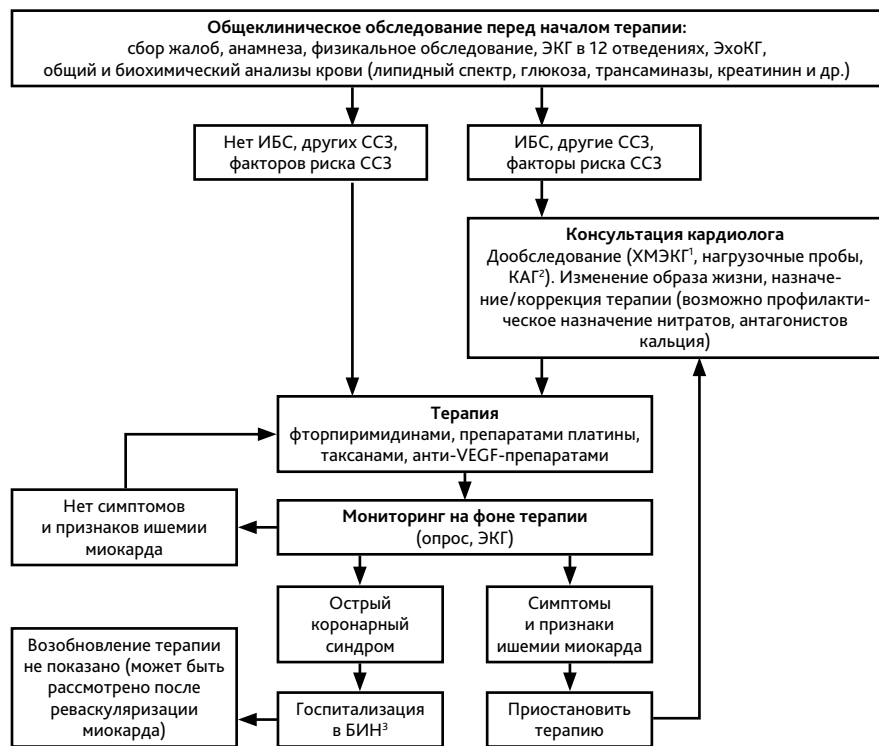 Общеклиническое обследование перед началом терапии:
сбор жалоб, анамнеза, физикальное обследование, ЭКГ в 12 отведениях, ЭхоКГ,
общий и биохимический анализы крови (липидный спектр, глюкоза, трансаминазы, креатинин и др.)
Нет ИБС, других ССЗ,
факторов риска ССЗ
ИБС, другие ССЗ,
факторы риска ССЗ
Консультация кардиолога
Дообследование (ХМЭКГ¹, нагрузочные пробы,
КАГ²). Изменение образа жизни, назначе-
ние/коррекция терапии (возможно профилакти-
ческое назначение нитратов, антагонистов
кальция)
Терапия
фторпиримидинами, препаратами платины,
таксанами, анти-VEGF-препаратами
Нет симптомов
и признаков ишемии
миокарда
Мониторинг на фоне терапии
(опрос, ЭКГ)
Острый
коронарный
синдром
Симптомы
и признаки
ишемии миокарда
Возобновление терапии
не показано (может быть
рассмотрено после
реваскуляризации
миокарда)
Госпитализация
в БИН³
Приостановить
терапию